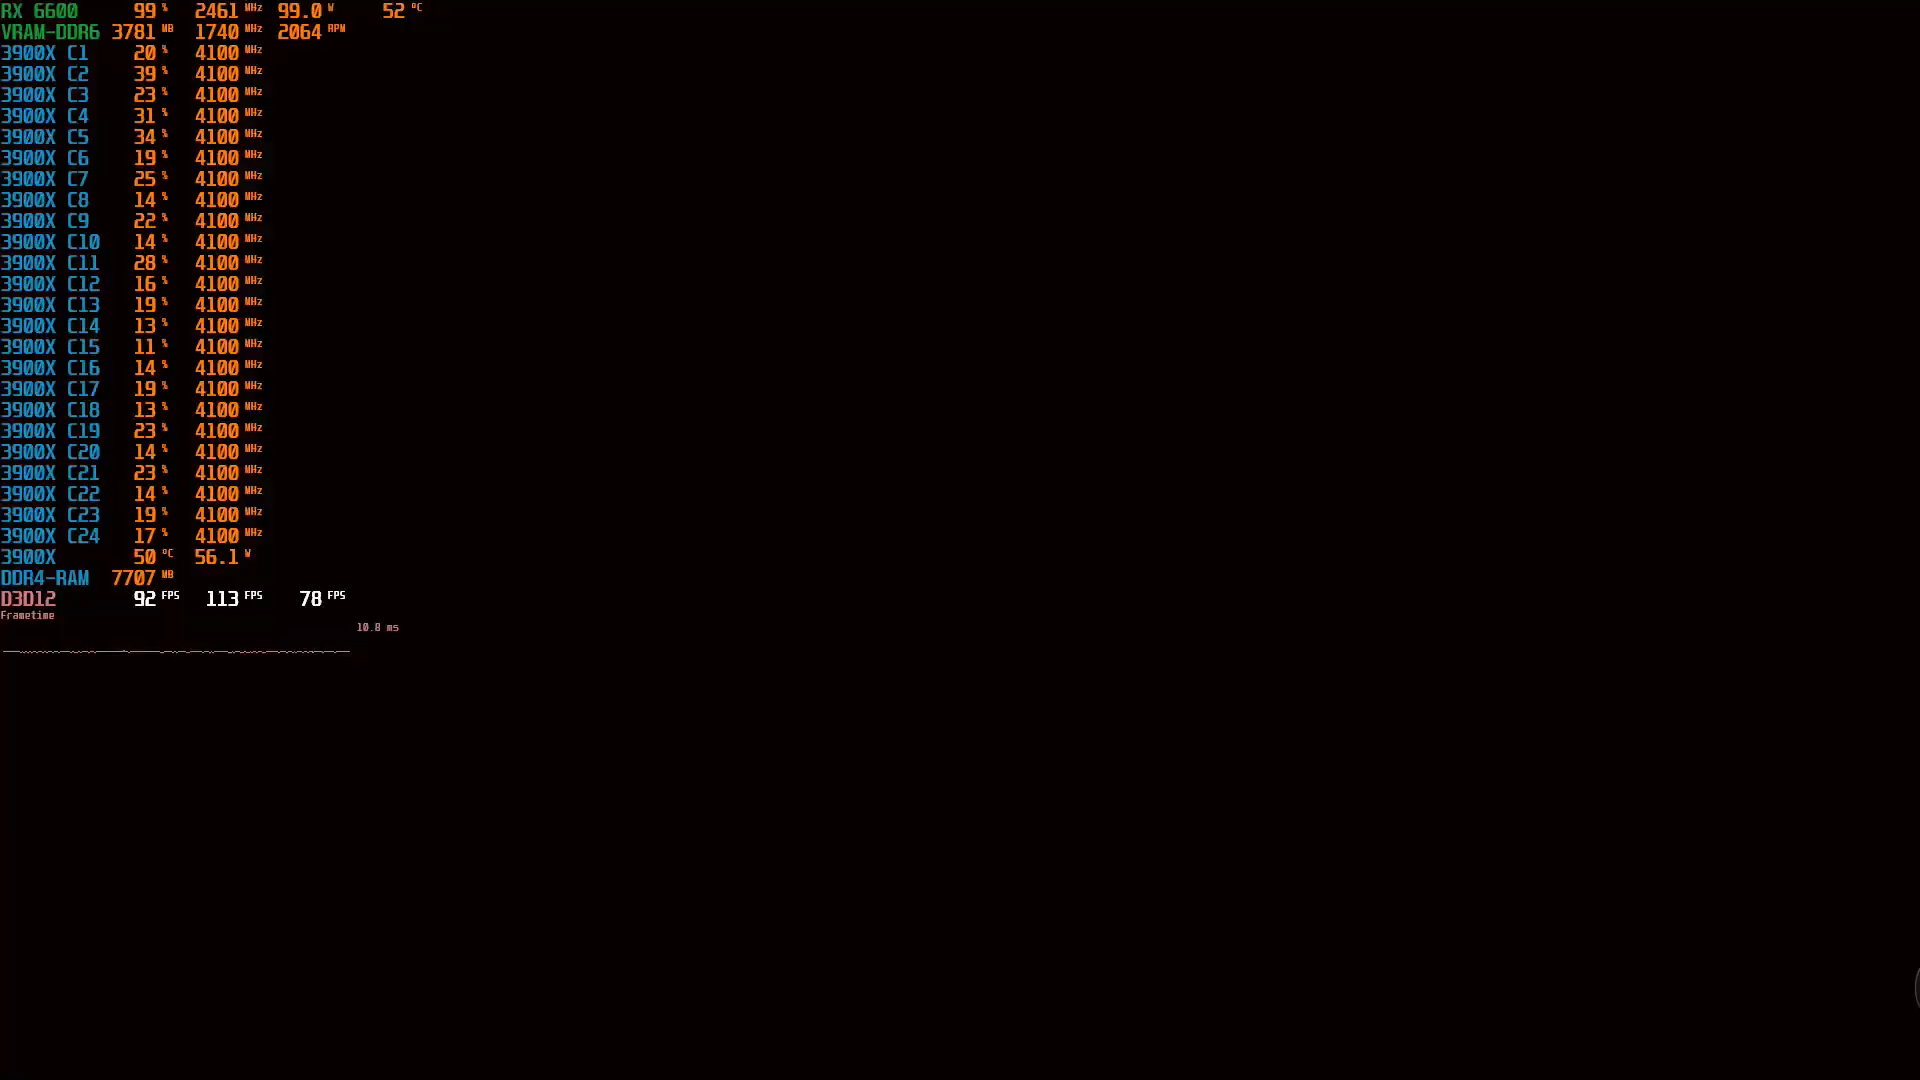 RX 6600 99 % 2461 MHz 99.0 W 52 °C
VRAM-DDR6 3781 MB 1740 MHz 2064 RPM
3900X C1 20 % 4100 MHz
3900X C2 39 % 4100 MHz
3900X C3 23 % 4100 MHz
3900X C4 31 % 4100 MHz
3900X C5 34 % 4100 MHz
3900X C6 19 % 4100 MHz
3900X C7 25 % 4100 MHz
3900X C8 14 % 4100 MHz
3900X C9 22 % 4100 MHz
3900X C10 14 % 4100 MHz
3900X C11 28 % 4100 MHz
3900X C12 16 % 4100 MHz
3900X C13 19 % 4100 MHz
3900X C14 13 % 4100 MHz
3900X C15 11 % 4100 MHz
3900X C16 14 % 4100 MHz
3900X C17 19 % 4100 MHz
3900X C18 13 % 4100 MHz
3900X C19 23 % 4100 MHz
3900X C20 14 % 4100 MHz
3900X C21 23 % 4100 MHz
3900X C22 14 % 4100 MHz
3900X C23 19 % 4100 MHz
3900X C24 17 % 4100 MHz
3900X 50 °C 56.1 W
DDR4-RAM 7707 MB
D3D12 92 FPS 113 FPS 78 FPS
Frametime
10.8 ms